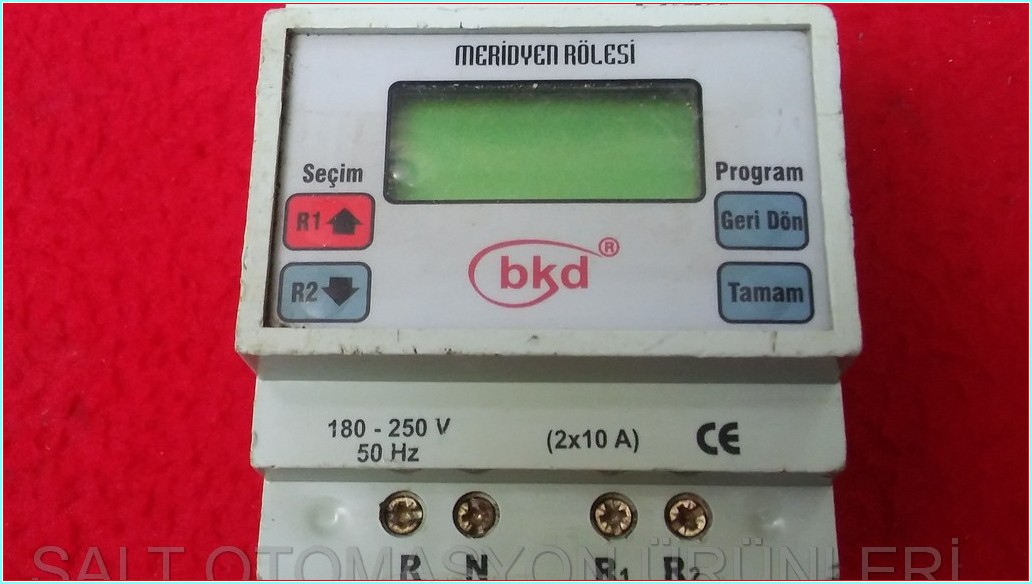 MERİDYEN RÖLESİ
Seçim
Program
R1
Geri Dön
R2
Tamam
bkd®
180 - 250 V
50 Hz
(2x10 A)
CE
R N R1 R2
SALT OTOMASYON ÜRÜNLERİ